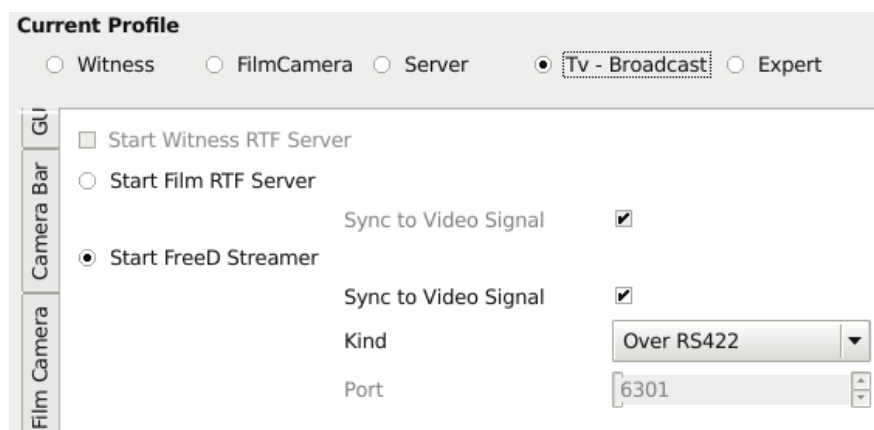 Current Profile
Witness FilmCamera Server Tv - Broadcast Expert
GU
Start Witness RTF Server
Camera Bar
Start Film RTF Server
Sync to Video Signal
Start FreeD Streamer
Sync to Video Signal
Film Camera
Kind Over RS422
Port 6301